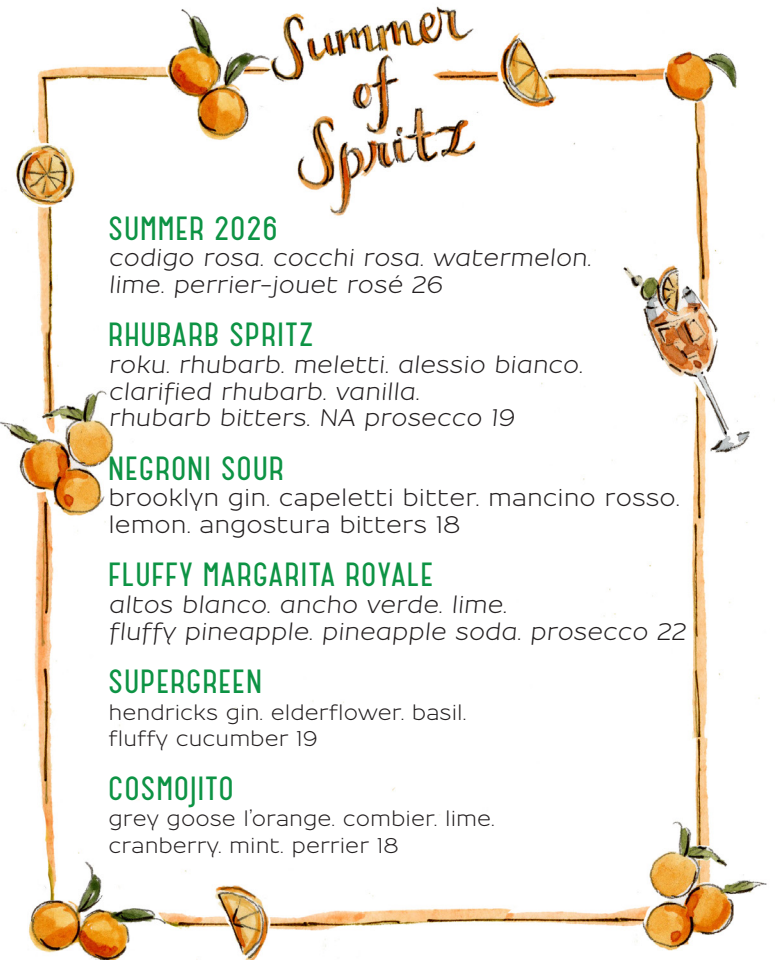 Summer
of
Spritz
SUMMER 2026
codigo rosa. cocchi rosa. watermelon.
lime. perrier-jouet rosé 26
RHUBARB SPRITZ
roku. rhubarb. meletti. alessio bianco.
clarified rhubarb. vanilla.
rhubarb bitters. NA prosecco 19
NEGRONI SOUR
brooklyn gin. capeletti bitter. mancino rosso.
lemon. angostura bitters 18
FLUFFY MARGARITA ROYALE
altos blanco. ancho verde. lime.
fluffy pineapple. pineapple soda. prosecco 22
SUPERGREEN
hendricks gin. elderflower. basil.
fluffy cucumber 19
COSMOJITO
grey goose l'orange. combier. lime.
cranberry. mint. perrier 18